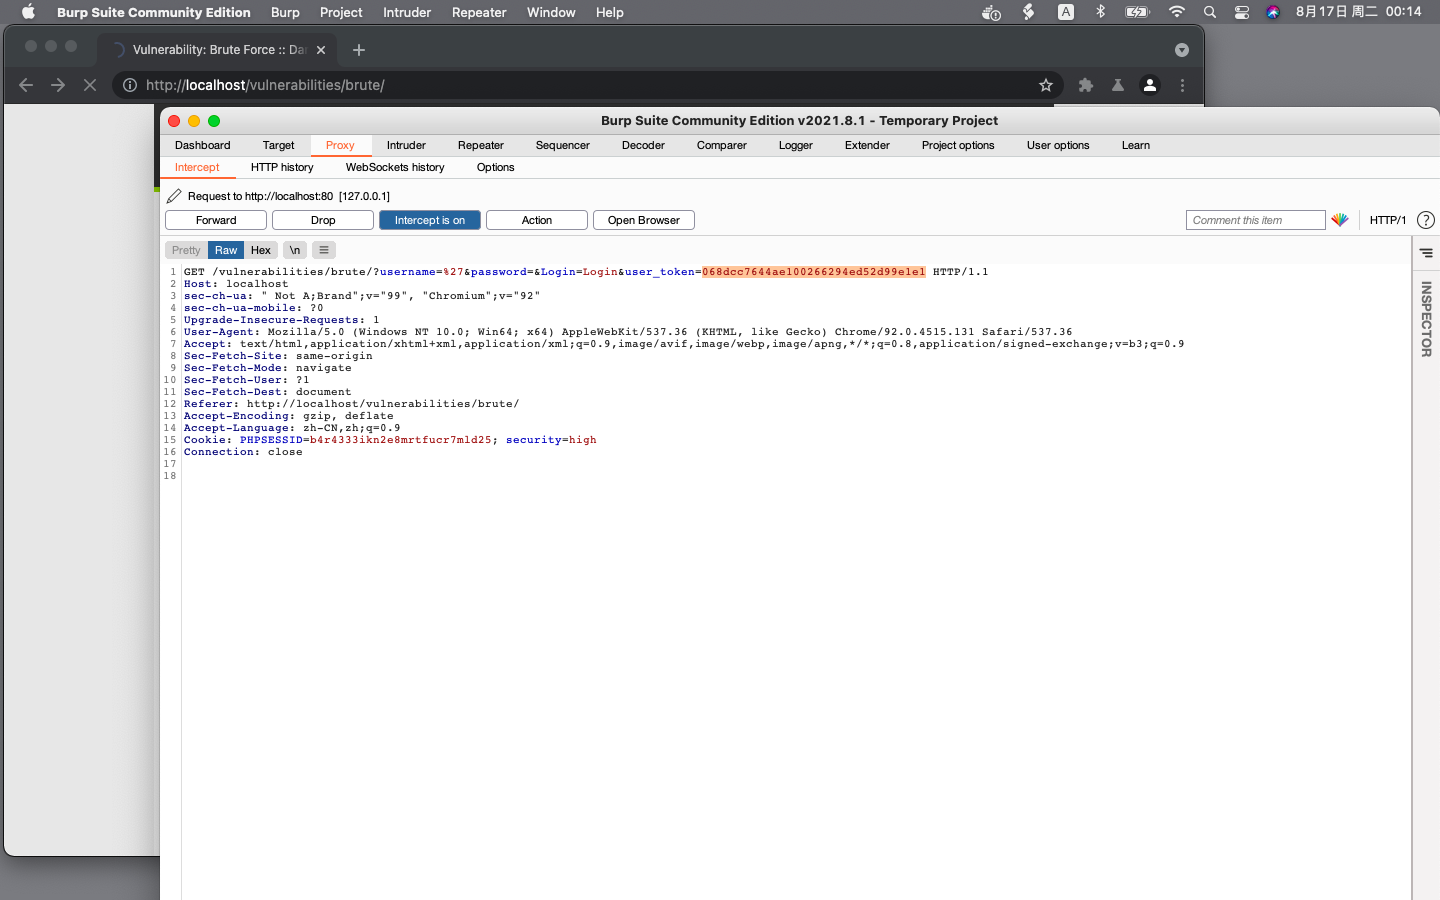 Burp Suite Community Edition Burp Project Intruder Repeater Window Help A 8月17日 周二 00:14
Vulnerability: Brute Force :: Da
http://localhost/vulnerabilities/brute/
Burp Suite Community Edition v2021.8.1 - Temporary Project
Dashboard Target Proxy Intruder Repeater Sequencer Decoder Comparer Logger Extender Project options User options Learn
Intercept HTTP history WebSockets history Options
Request to http://localhost:80 [127.0.0.1]
Forward Drop Intercept is on Action Open Browser Comment this item HTTP/1 ?
Pretty Raw Hex \n
1 GET /vulnerabilities/brute/?username=%27&password=&Login=Login&user_token=068dcc7644ae100266294ed52d99e1e1 HTTP/1.1
2 Host: localhost
3 sec-ch-ua: " Not A;Brand";v="99", "Chromium";v="92"
4 sec-ch-ua-mobile: ?0
5 Upgrade-Insecure-Requests: 1
6 User-Agent: Mozilla/5.0 (Windows NT 10.0; Win64; x64) AppleWebKit/537.36 (KHTML, like Gecko) Chrome/92.0.4515.131 Safari/537.36
7 Accept: text/html,application/xhtml+xml,application/xml;q=0.9,image/avif,image/webp,image/apng,*/*;q=0.8,application/signed-exchange;v=b3;q=0.9
8 Sec-Fetch-Site: same-origin
9 Sec-Fetch-Mode: navigate
10 Sec-Fetch-User: ?1
11 Sec-Fetch-Dest: document
12 Referer: http://localhost/vulnerabilities/brute/
13 Accept-Encoding: gzip, deflate
14 Accept-Language: zh-CN,zh;q=0.9
15 Cookie: PHPSESSID=b4r4333ikn2e8mrtfucr7mld25; security=high
16 Connection: close
17
18
INSPECTOR